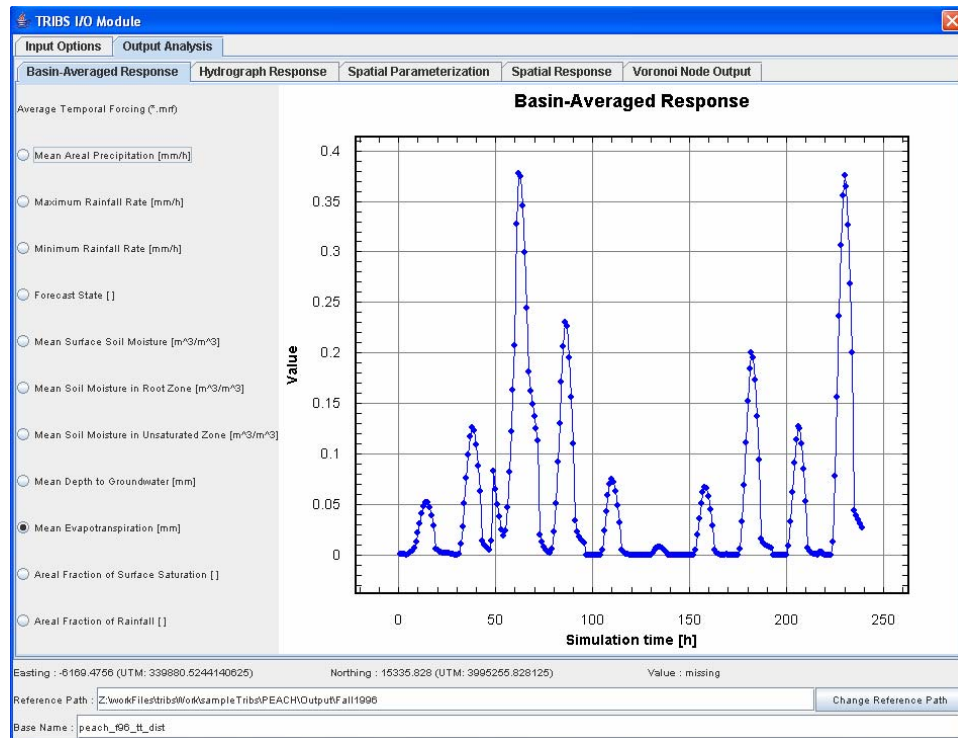 TRIBS I/O Module
Input Options Output Analysis
Basin-Averaged Response Hydrograph Response Spatial Parameterization Spatial Response Voronoi Node Output
Average Temporal Forcing (*.mrf)
Mean Areal Precipitation [mm/h]
Maximum Rainfall Rate [mm/h]
Minimum Rainfall Rate [mm/h]
Forecast State [ ]
Mean Surface Soil Moisture [m^3/m^3]
Mean Soil Moisture in Root Zone [m^3/m^3]
Mean Soil Moisture in Unsaturated Zone [m^3/m^3]
Mean Depth to Groundwater [mm]
Mean Evapotranspiration [mm]
Areal Fraction of Surface Saturation [ ]
Areal Fraction of Rainfall [ ]
Basin-Averaged Response
Value
0.4
0.35
0.3
0.25
0.2
0.15
0.1
0.05
0
0 50 100 150 200 250
Simulation time [h]
Easting : -6169.4756 (UTM: 339880.5244140625) Northing : 15335.828 (UTM: 3995255.828125) Value : missing
Reference Path : Z:\workFiles\tribsWork\sampleTribs\PEACH\Output\Fall1996 Change Reference Path
Base Name : peach_f96_tt_dist